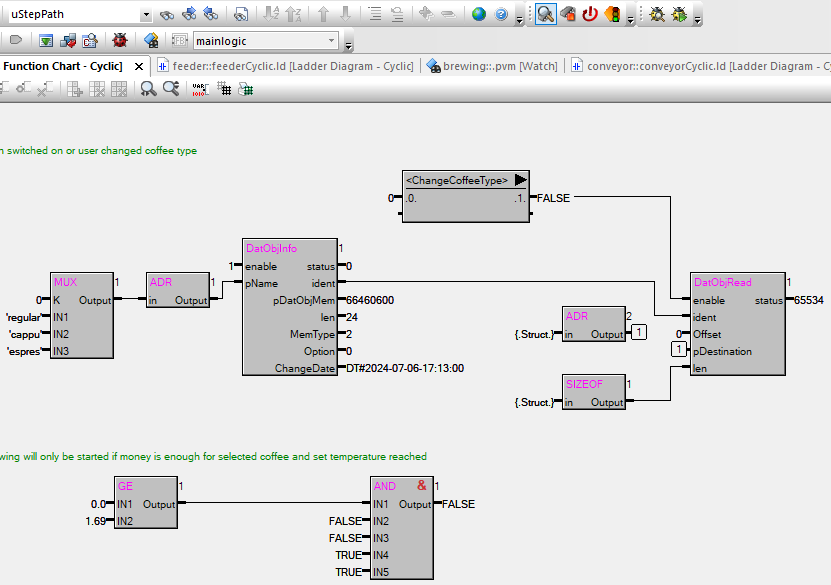 uStepPath
mainlogic
Function Chart - Cyclic]
feeder::feederCyclic.ld [Ladder Diagram - Cyclic]
brewing::.pvm [Watch]
conveyor::conveyorCyclic.ld [Ladder Diagram - C
VAR
n switched on or user changed coffee type
<ChangeCoffeeType>
0 .0. .1. FALSE
DatObjInfo 1
1 enable status 0
pName ident
pDatObjMem 66460600
len 24
MemType 2
Option 0
ChangeDate DT#2024-07-06-17:13:00
MUX 1
0 K Output
'regular' IN1
'cappu' IN2
'espres' IN3
ADR 1
in Output
DatObjRead 1
enable status 65534
ident
0 Offset
1 pDestination
len
ADR 2
{.Struct.} in Output 1
SIZEOF 1
{.Struct.} in Output
wing will only be started if money is enough for selected coffee and set temperature reached
GE 1
0.0 IN1 Output
1.69 IN2
AND & 1
IN1 Output FALSE
FALSE IN2
FALSE IN3
TRUE IN4
TRUE IN5